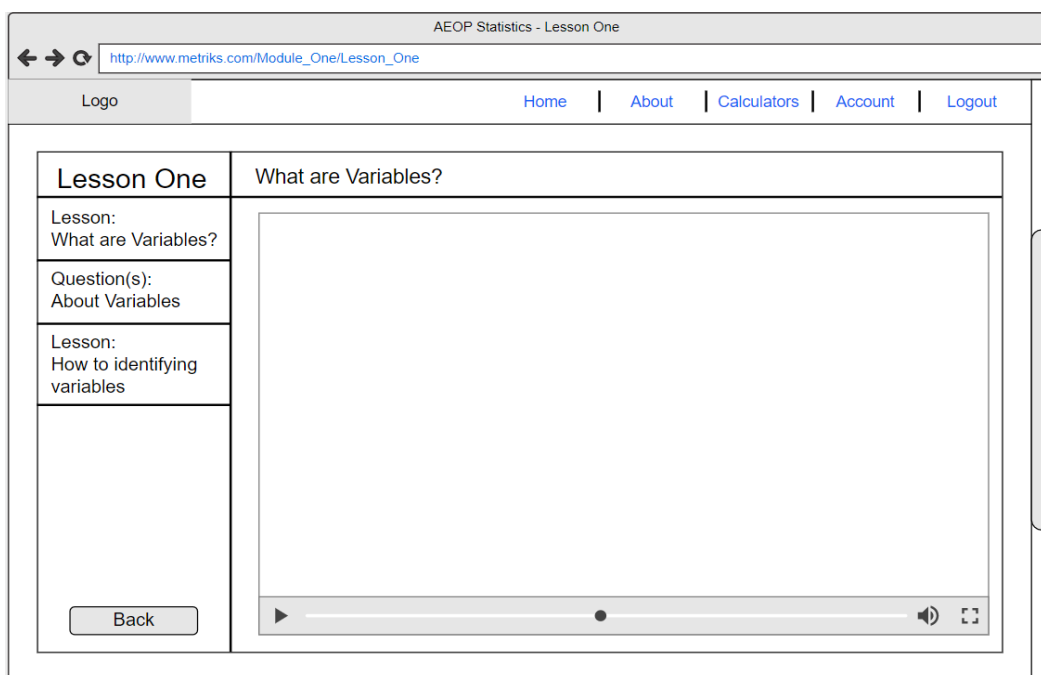 AEOP Statistics - Lesson One
http://www.metriks.com/Module_One/Lesson_One
Logo
Home
About
Calculators
Account
Logout
Lesson One
What are Variables?
Lesson:
What are Variables?
Question(s):
About Variables
Lesson:
How to identifying
variables
Back